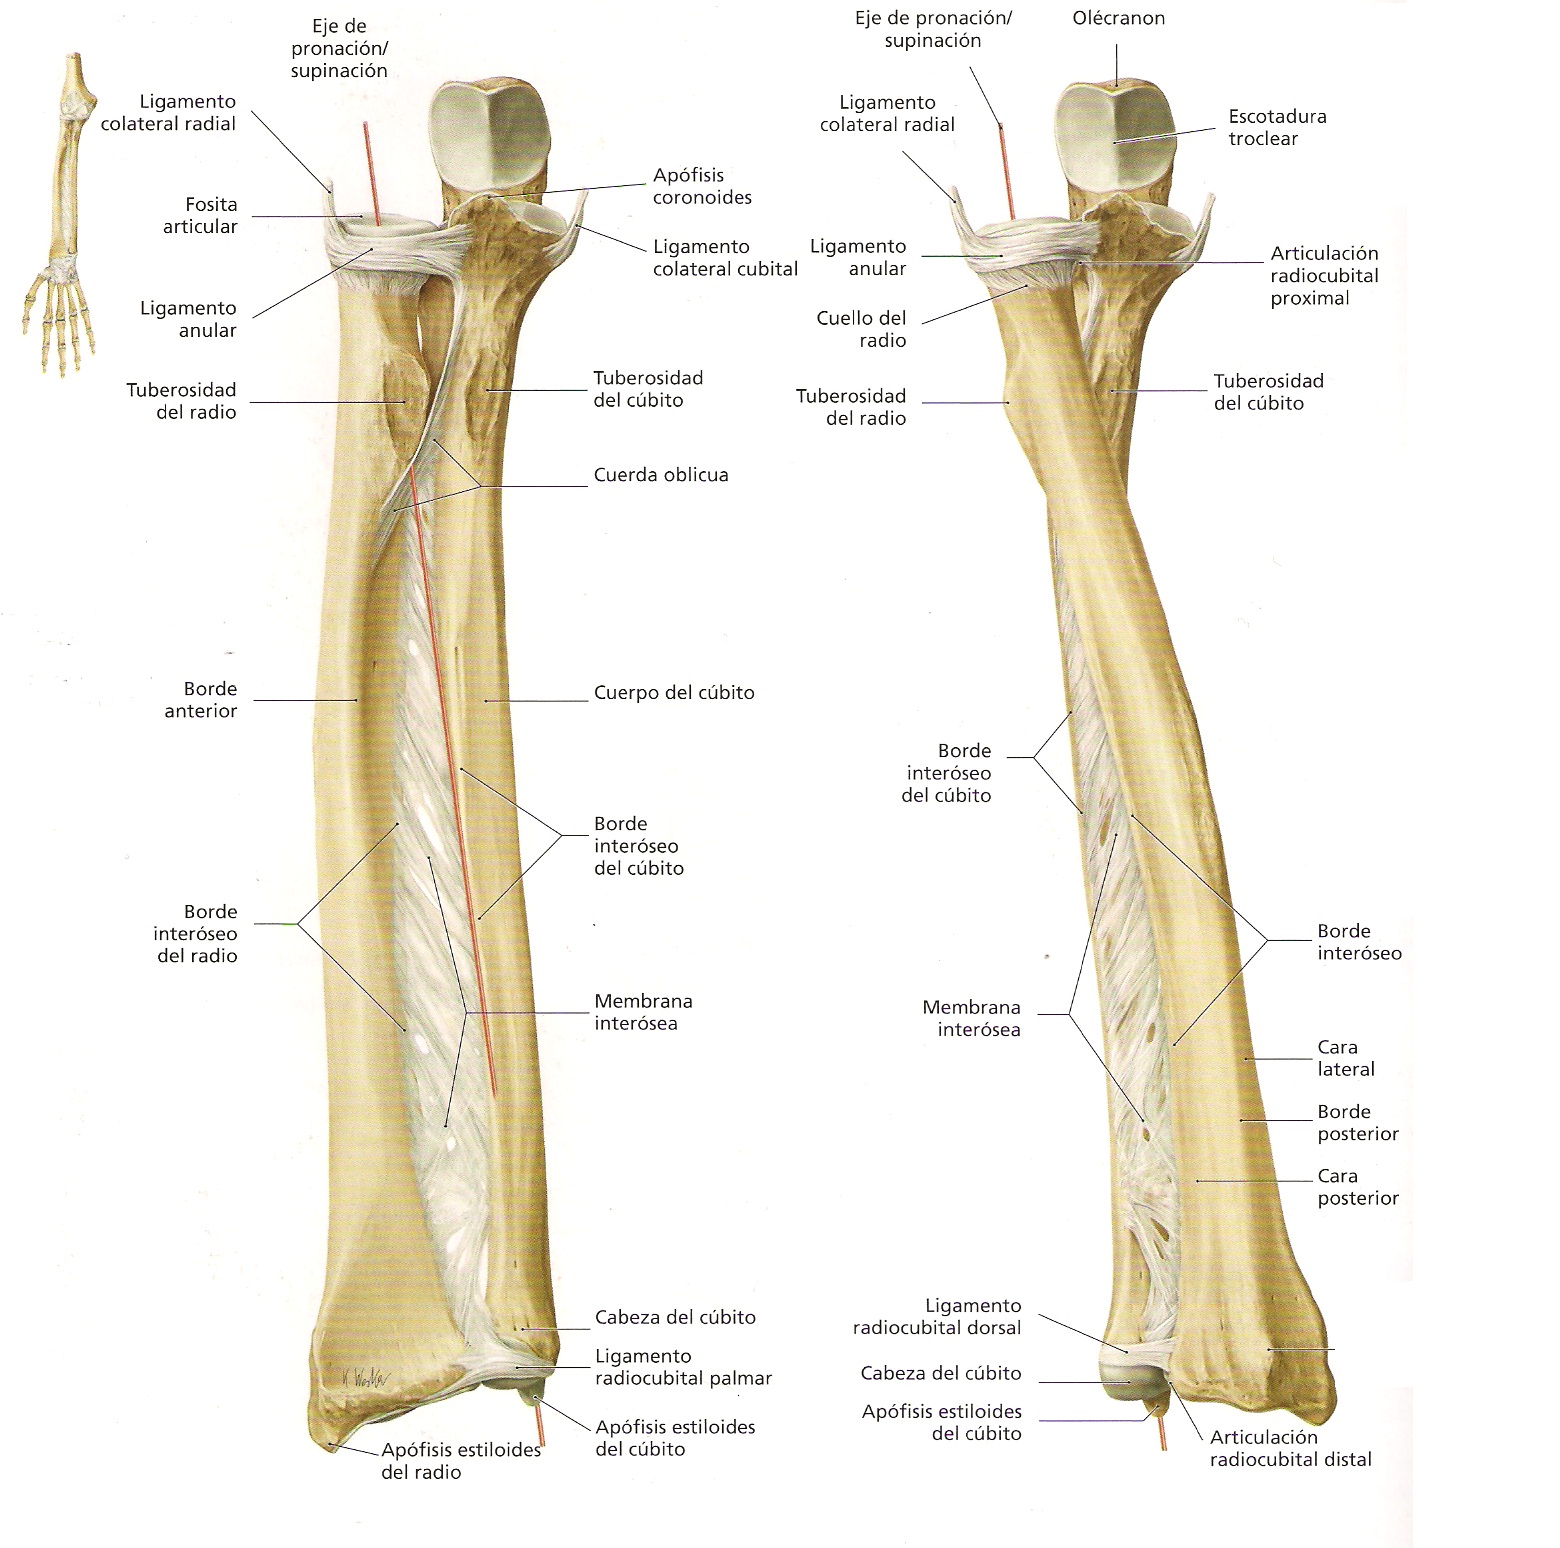 Eje de
pronación/
supinación
Ligamento
colateral radial
Fosita
articular
Ligamento
anular
Tuberosidad
del radio
Borde
anterior
Borde
interóseo
del radio
Apófisis estiloides
del radio
Apófisis
coronoides
Ligamento
colateral cubital
Tuberosidad
del cúbito
Cuerda oblicua
Cuerpo del cúbito
Borde
interóseo
del cúbito
Membrana
interósea
Cabeza del cúbito
Ligamento
radiocubital palmar
Apófisis estiloides
del cúbito
K Wesker
Eje de pronación/
supinación
Olécranon
Ligamento
colateral radial
Escotadura
troclear
Ligamento
anular
Articulación
radiocubital
proximal
Cuello del
radio
Tuberosidad
del radio
Tuberosidad
del cúbito
Borde
interóseo
del cúbito
Membrana
interósea
Borde
interóseo
Cara
lateral
Borde
posterior
Cara
posterior
Ligamento
radiocubital dorsal
Cabeza del cúbito
Apófisis estiloides
del cúbito
Articulación
radiocubital distal